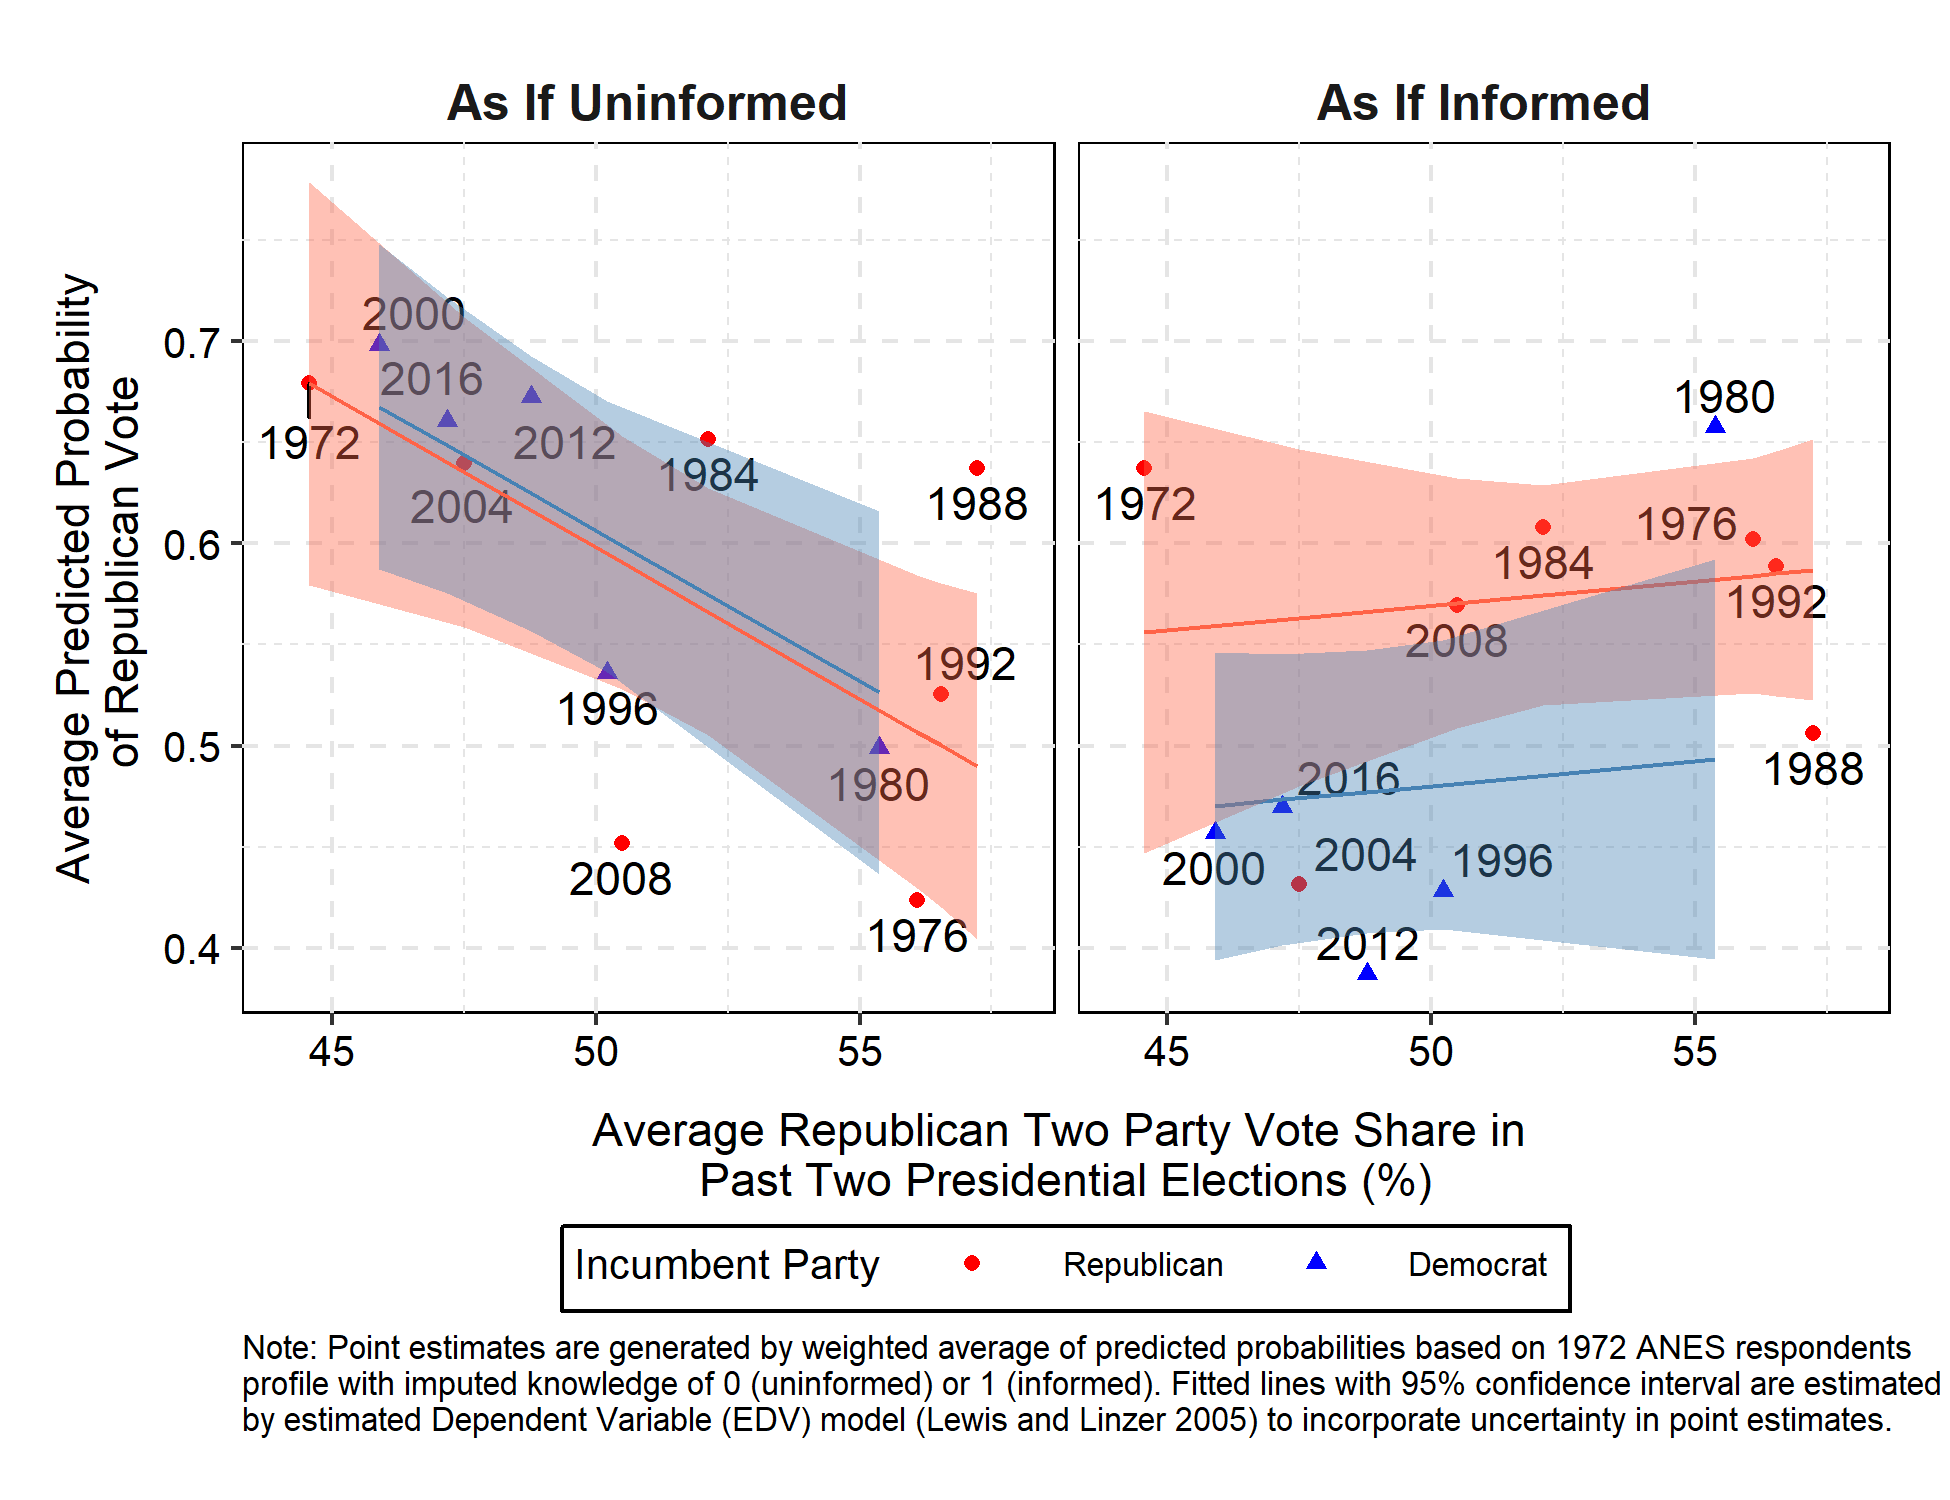 As If Uninformed
As If Informed
Average Predicted Probability
of Republican Vote
0.7
0.6
0.5
0.4
2000
2016
1972
2012
2004
1984
1988
1992
1996
1980
2008
1976
1980
1972
1976
1984
1992
2008
1988
2016
2004
1996
2000
2012
45
50
55
45
50
55
Average Republican Two Party Vote Share in
Past Two Presidential Elections (%)
Incumbent Party
Republican
Democrat
Note: Point estimates are generated by weighted average of predicted probabilities based on 1972 ANES respondents
profile with imputed knowledge of 0 (uninformed) or 1 (informed). Fitted lines with 95% confidence interval are estimated
by estimated Dependent Variable (EDV) model (Lewis and Linzer 2005) to incorporate uncertainty in point estimates.